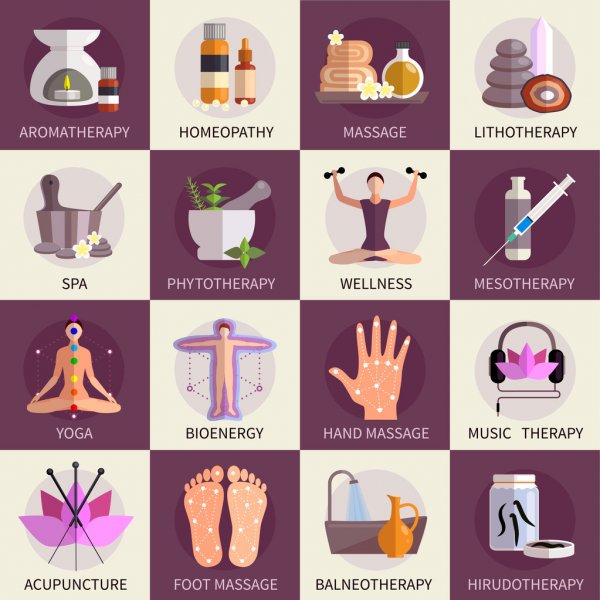 AROMATHERAPY
HOMEOPATHY
MASSAGE
LITHOTHERAPY
SPA
PHYTOTHERAPY
WELLNESS
MESOTHERAPY
YOGA
BIOENERGY
HAND MASSAGE
MUSIC THERAPY
ACUPUNCTURE
FOOT MASSAGE
BALNEOTHERAPY
HIRUDOTHERAPY